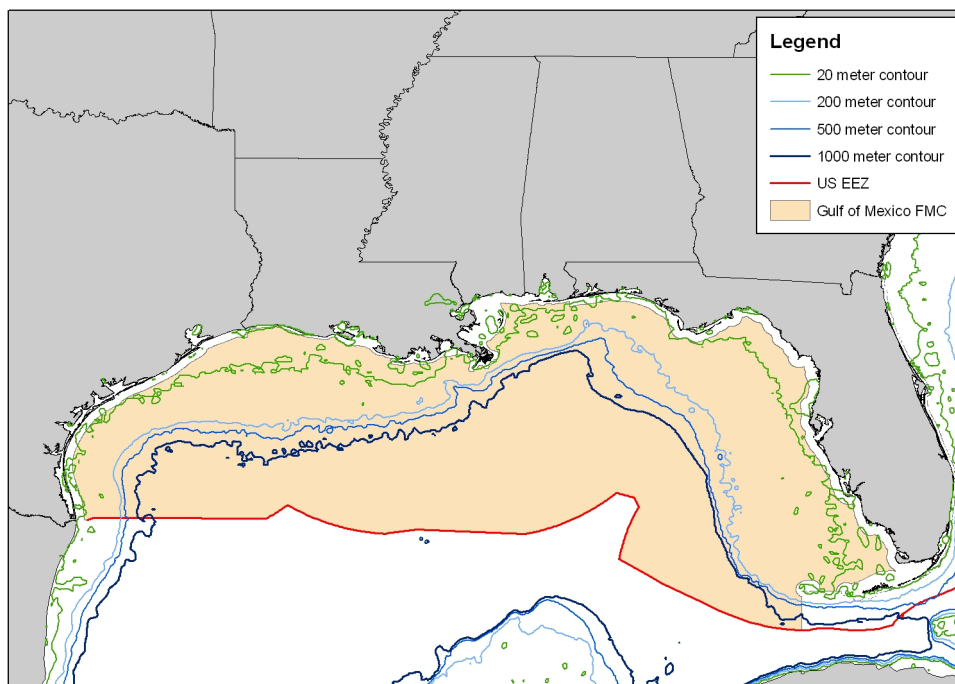 Legend
20 meter contour
200 meter contour
500 meter contour
1000 meter contour
US EEZ
Gulf of Mexico FMC